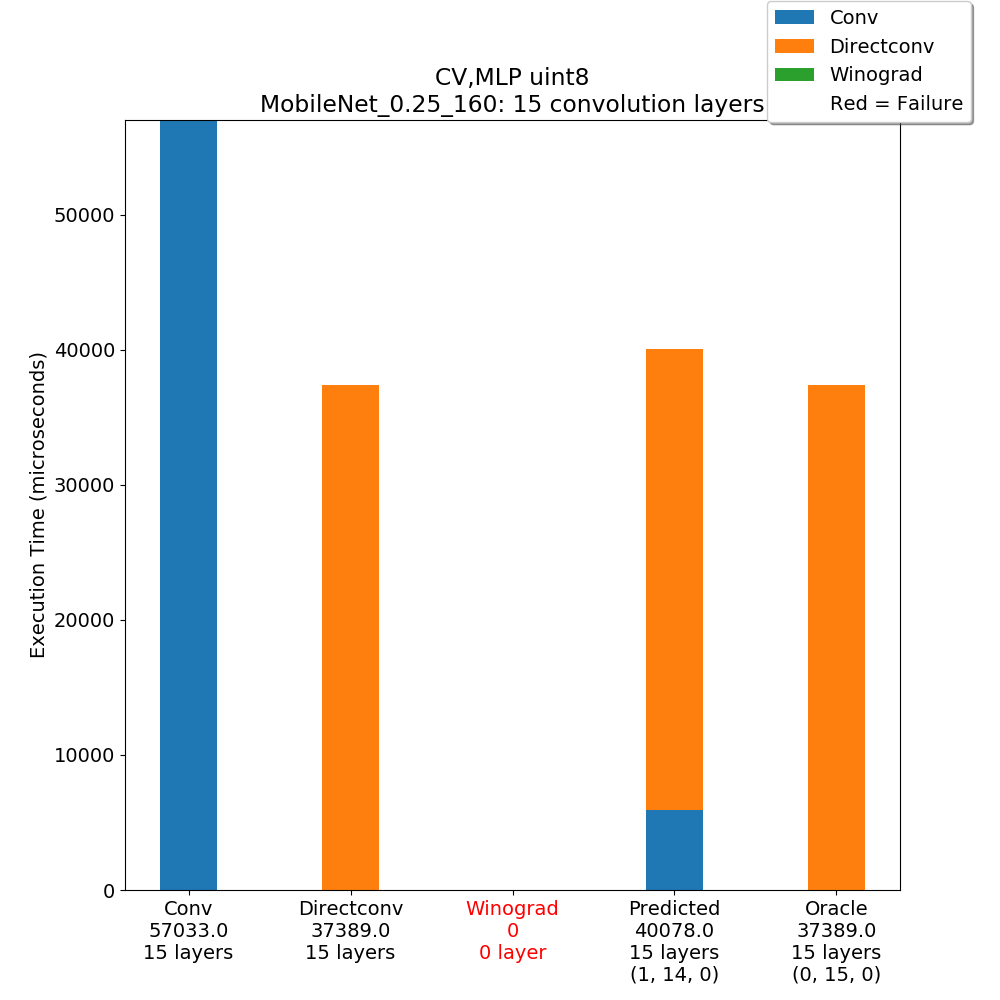 Conv
Directconv
Winograd
Red = Failure
CV,MLP uint8
MobileNet_0.25_160: 15 convolution layers
Execution Time (microseconds)
50000
40000
30000
20000
10000
0
Conv
57033.0
15 layers
Directconv
37389.0
15 layers
Winograd
0
0 layer
Predicted
40078.0
15 layers
(1, 14, 0)
Oracle
37389.0
15 layers
(0, 15, 0)